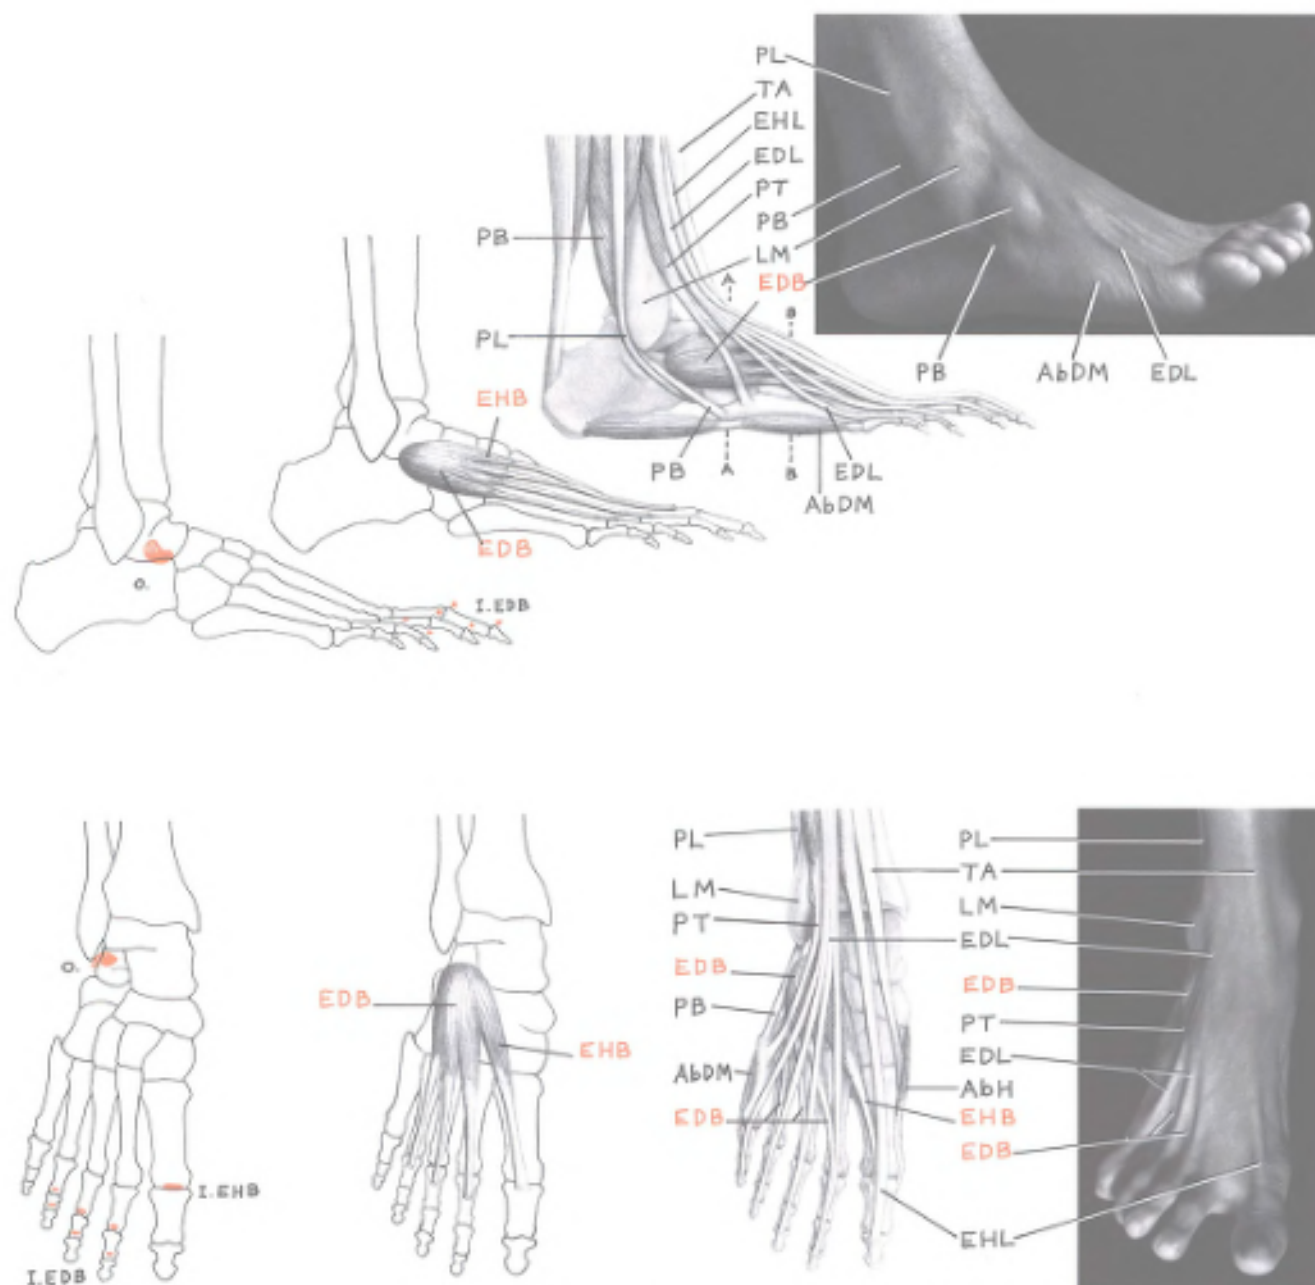 PL
TA
EHL
EDL
PT
PB
PB
LM
EDB
A
B
PL
PB
AbDM
EDL
EHB
PB
A
B
EDL
AbDM
EDB
O.
I.EDB
PL
PL
TA
LM
LM
PT
EDL
O.
EDB
EDB
EDB
PB
PT
EHB
EDL
AbDM
AbH
EDB
EHB
EDB
I.EHB
EHL
I.EDB